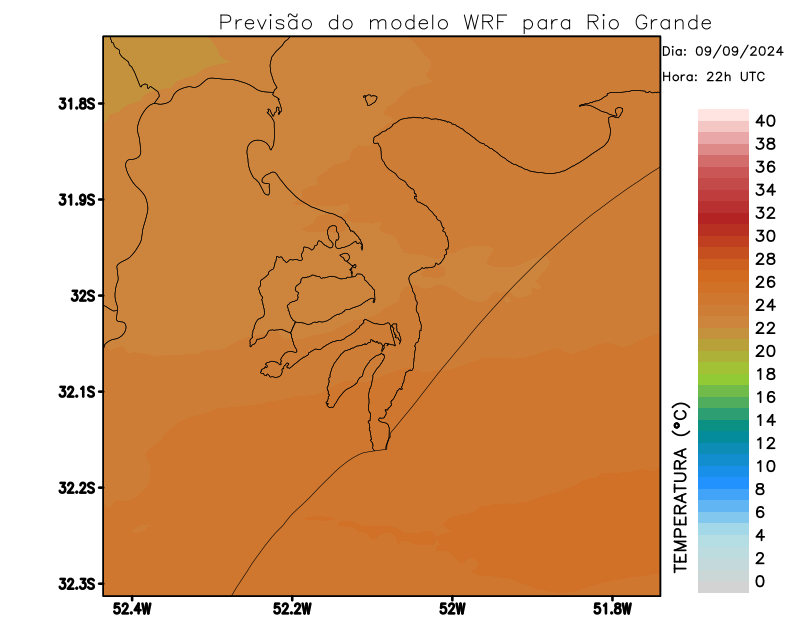 Previsão do modelo WRF para Rio Grande
Dia: 09/09/2024
Hora: 22h UTC
31.8S
31.9S
32S
32.1S
32.2S
32.3S
52.4W
52.2W
52W
51.8W
TEMPERATURA (°C)
40
38
36
34
32
30
28
26
24
22
20
18
16
14
12
10
8
6
4
2
0